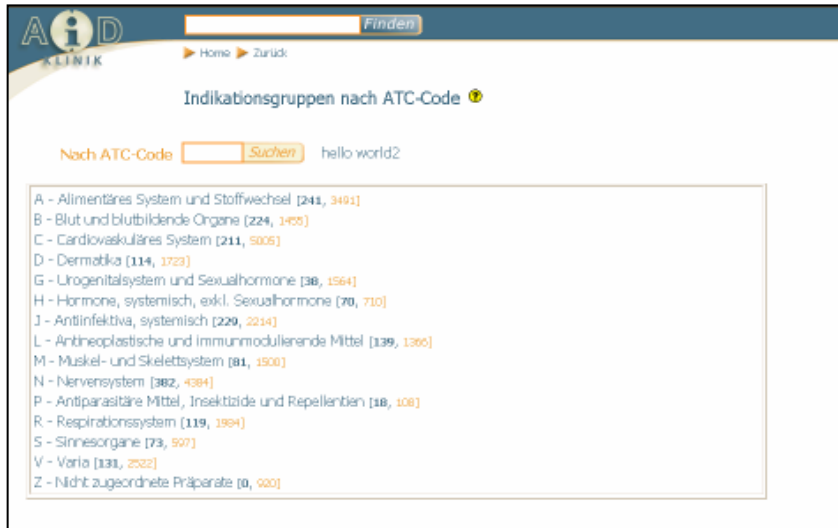 AiD
KLINIK
Finden
Home Zurück
Indikationsgruppen nach ATC-Code ?
Nach ATC-Code Suchen hello world2
A - Alimentäres System und Stoffwechsel [241, 3491]
B - Blut und blutbildende Organe [224, 1455]
C - Cardiovaskuläres System [211, 5005]
D - Dermatika [114, 1723]
G - Urogenitalsystem und Sexualhormone [38, 1564]
H - Hormone, systemisch, exkl. Sexualhormone [70, 710]
J - Antiinfektiva, systemisch [229, 2214]
L - Antineoplastische und immunmodulierende Mittel [139, 1366]
M - Muskel- und Skelettsystem [81, 1500]
N - Nervensystem [382, 4384]
P - Antiparasitäre Mittel, Insektizide und Repellentien [18, 108]
R - Respirationssystem [119, 1984]
S - Sinnesorgane [73, 597]
V - Varia [131, 2522]
Z - Nicht zugeordnete Präparate [0, 920]